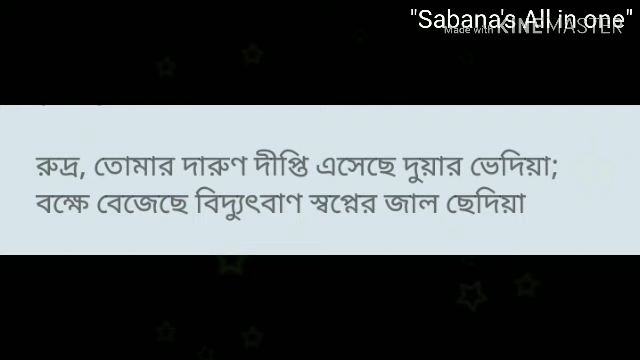 "Sabana's All in one"
Made with KINEMASTER
রুদ্র, তোমার দারুণ দীপ্তি এসেছে দুয়ার ভেদিয়া;
বক্ষে বেজেছে বিদ্যুৎবাণ স্বপ্নের জাল ছেদিয়া